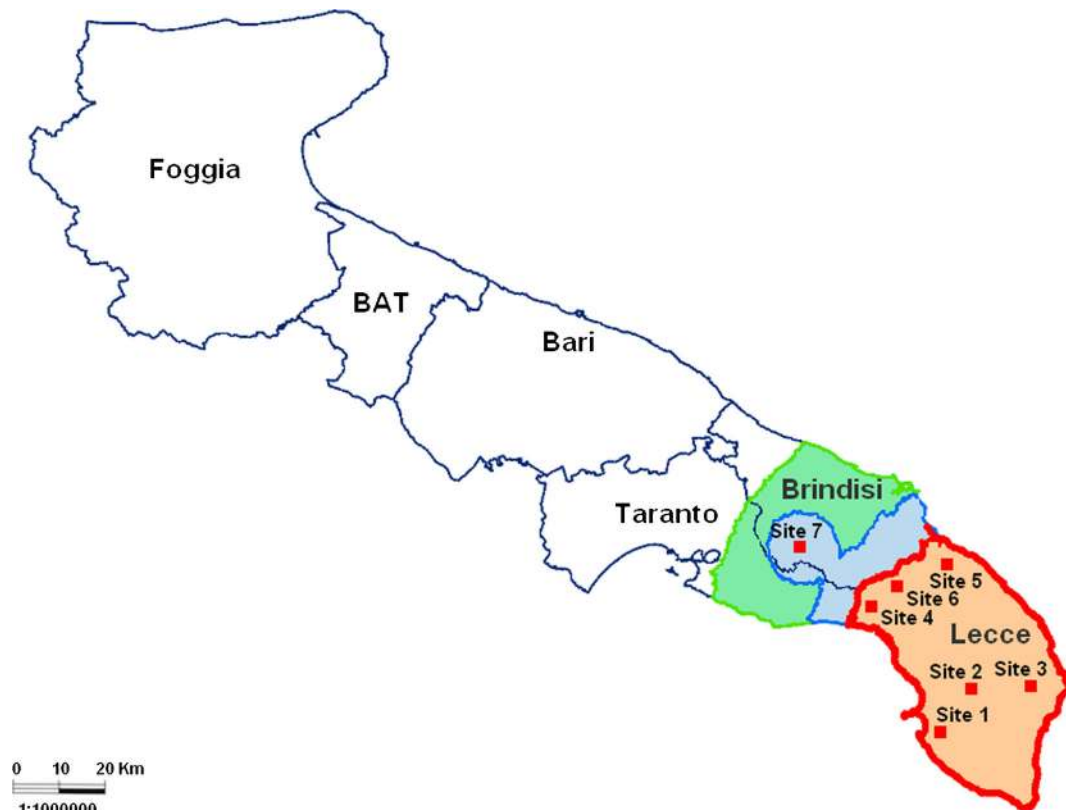 Foggia
BAT
Bari
Brindisi
Taranto
Site 7
Site 5
Site 6
Site 4
Lecce
Site 2
Site 3
Site 1
0 10 20 Km
1:1000000